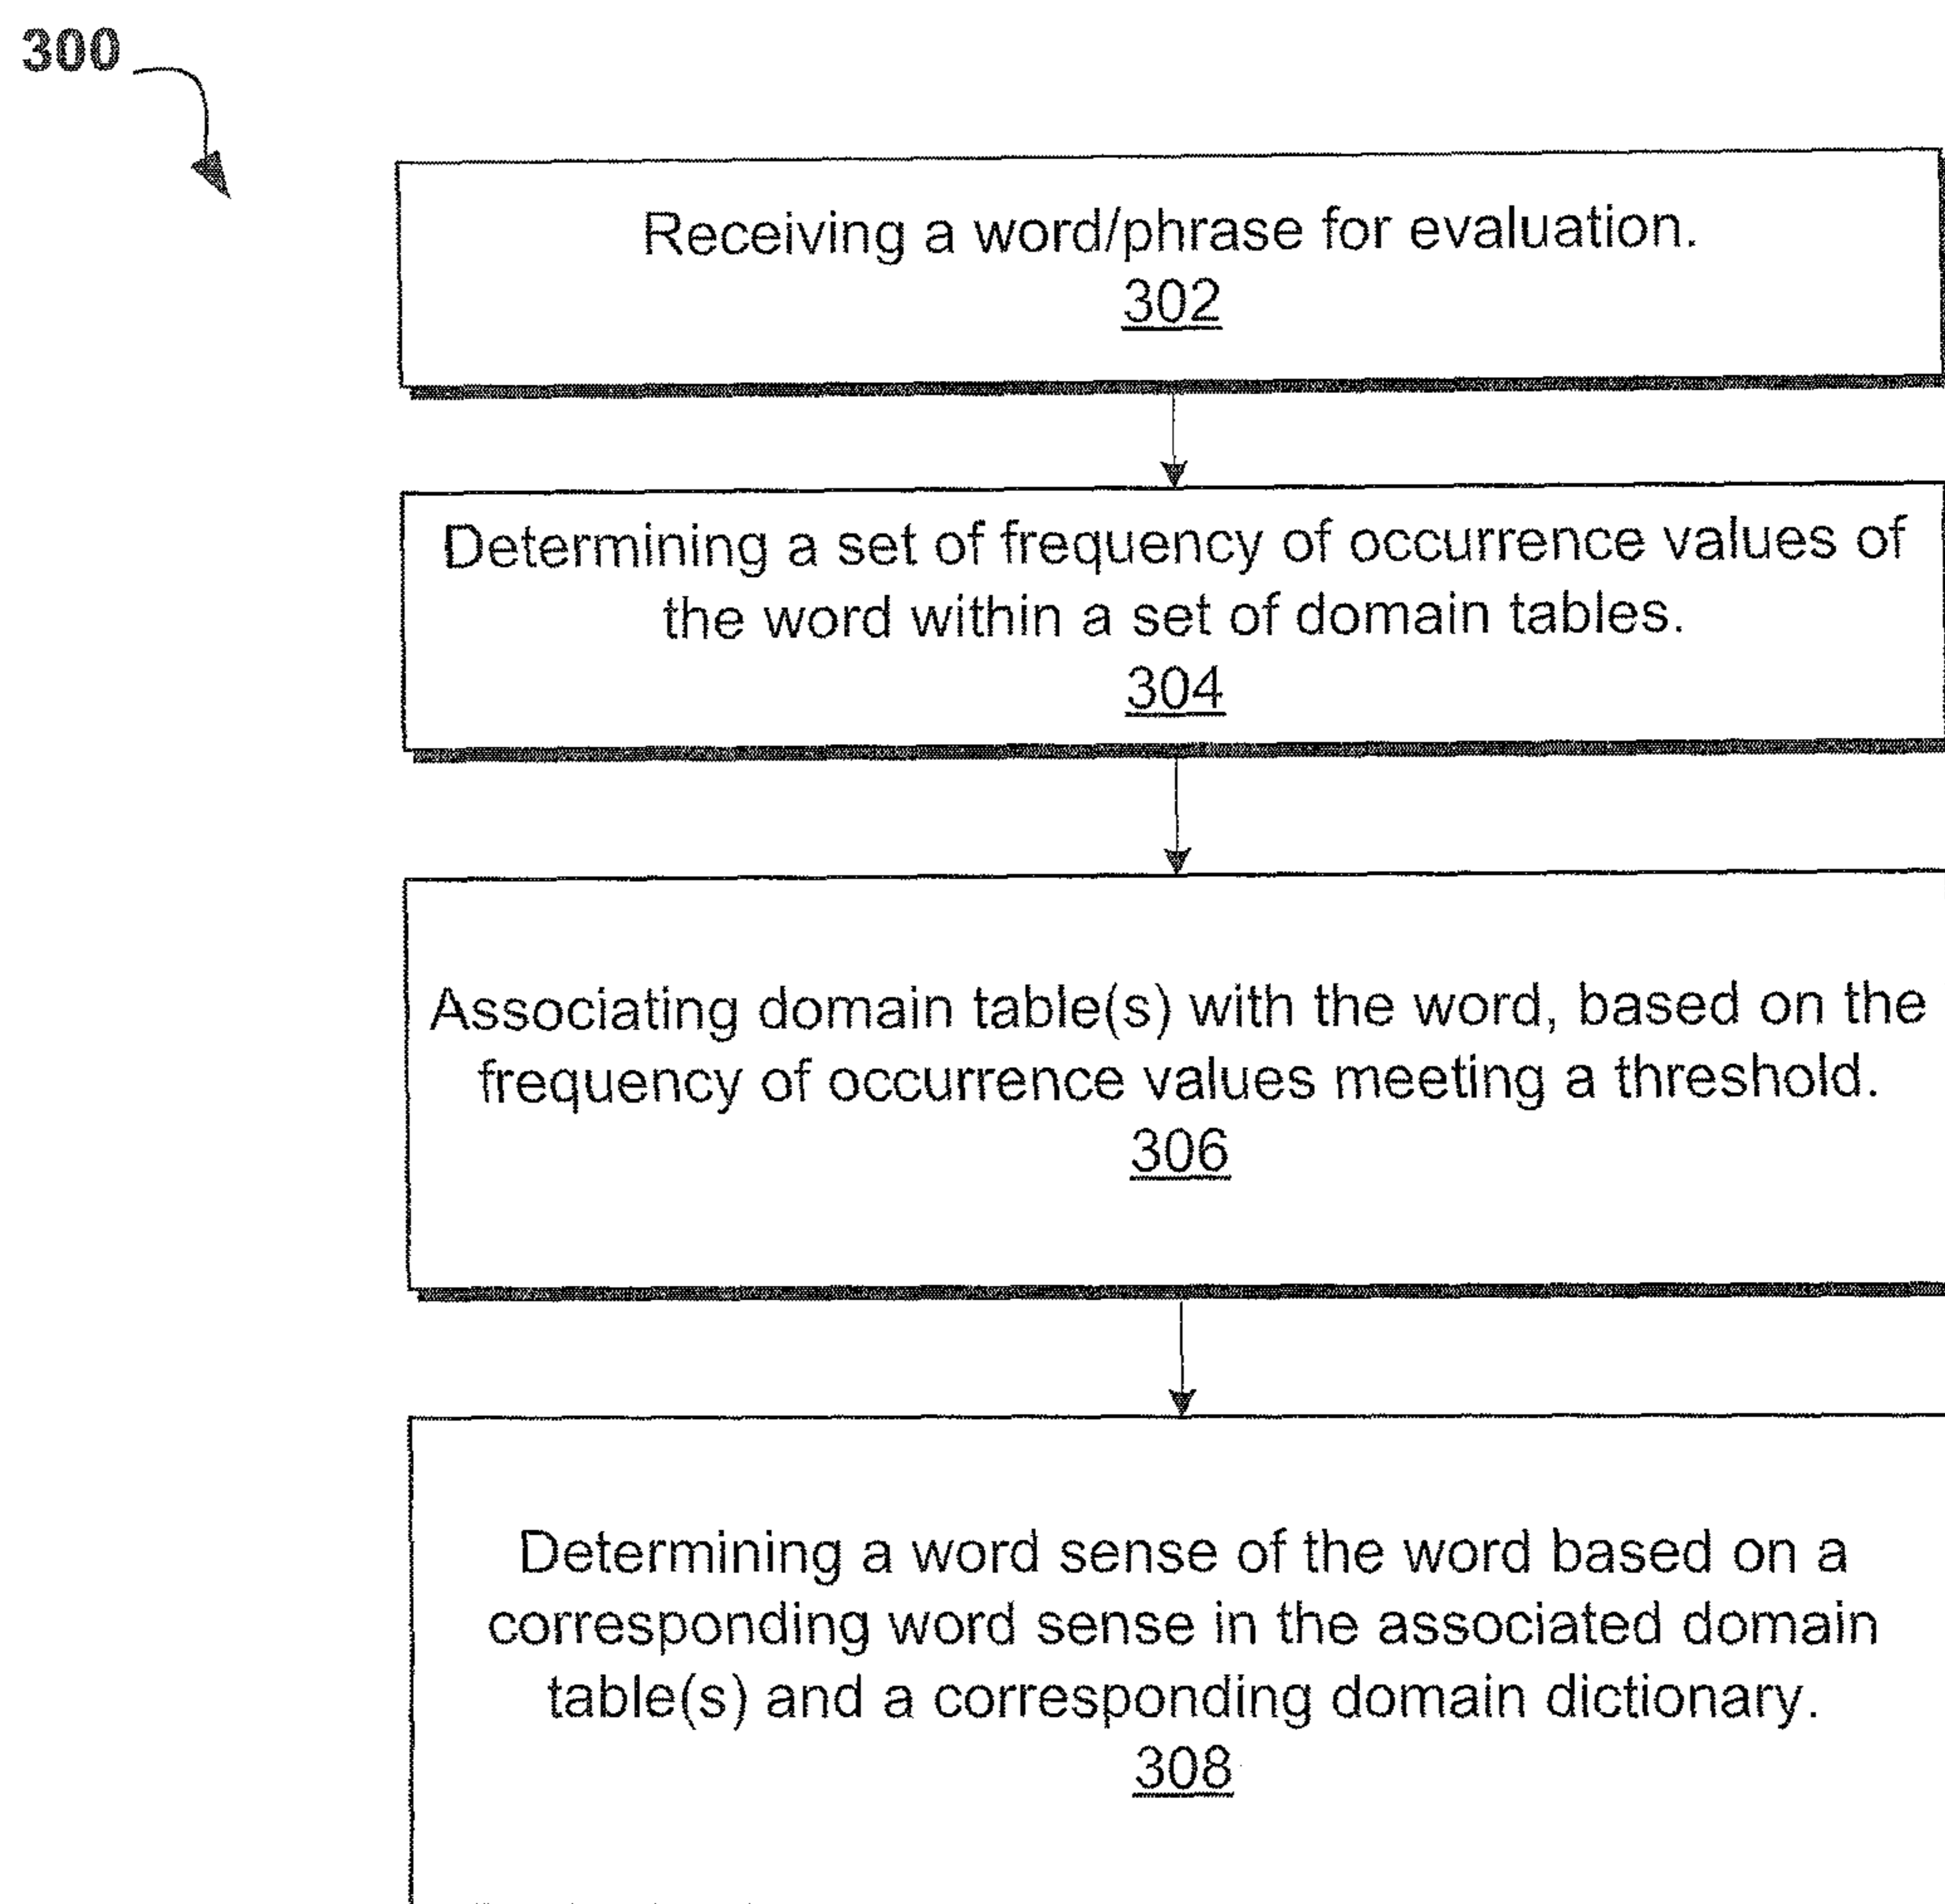 300
Receiving a word/phrase for evaluation.
302
Determining a set of frequency of occurrence values of
the word within a set of domain tables.
304
Associating domain table(s) with the word, based on the
frequency of occurrence values meeting a threshold.
306
Determining a word sense of the word based on a
corresponding word sense in the associated domain
table(s) and a corresponding domain dictionary.
308